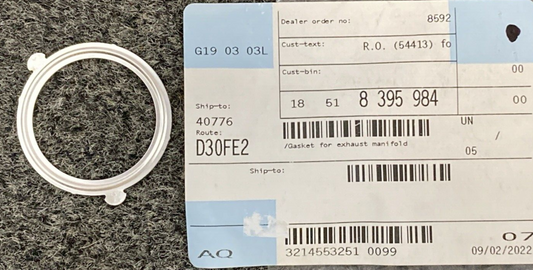 Dealer order no: 8592
G19 03 03L
Cust-text: R.O. (54413) fo
Cust-bin: 00
18 51 8 395 984 00
Ship-to:
40776
Route:
D30FE2
UN
/
/Gasket for exhaust manifold
05
Ship-to:
07
AQ
3214553251 0099
09/02/2022